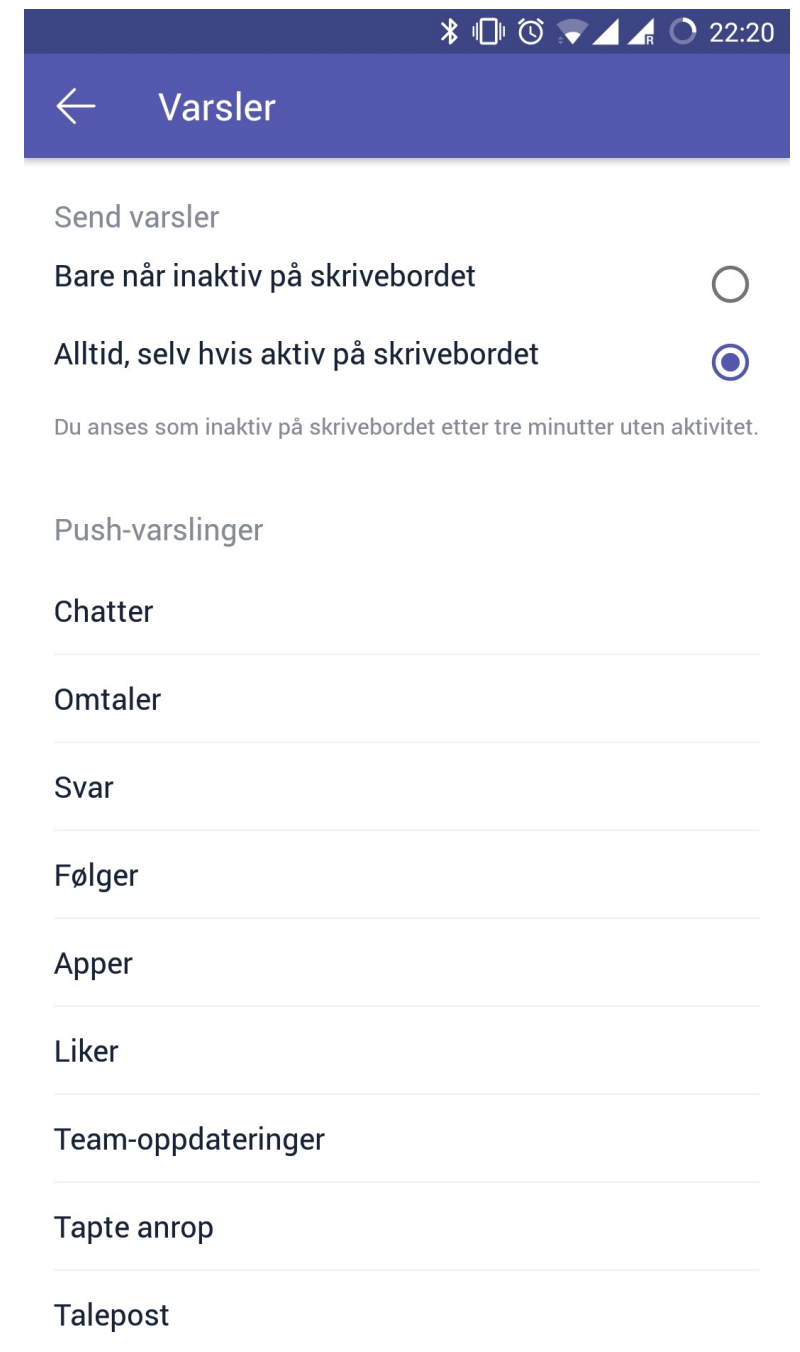 22:20
Varsler
Send varsler
Bare når inaktiv på skrivebordet
Alltid, selv hvis aktiv på skrivebordet
Du anses som inaktiv på skrivebordet etter tre minutter uten aktivitet.
Push-varslinger
Chatter
Omtaler
Svar
Følger
Apper
Liker
Team-oppdateringer
Tapte anrop
Talepost